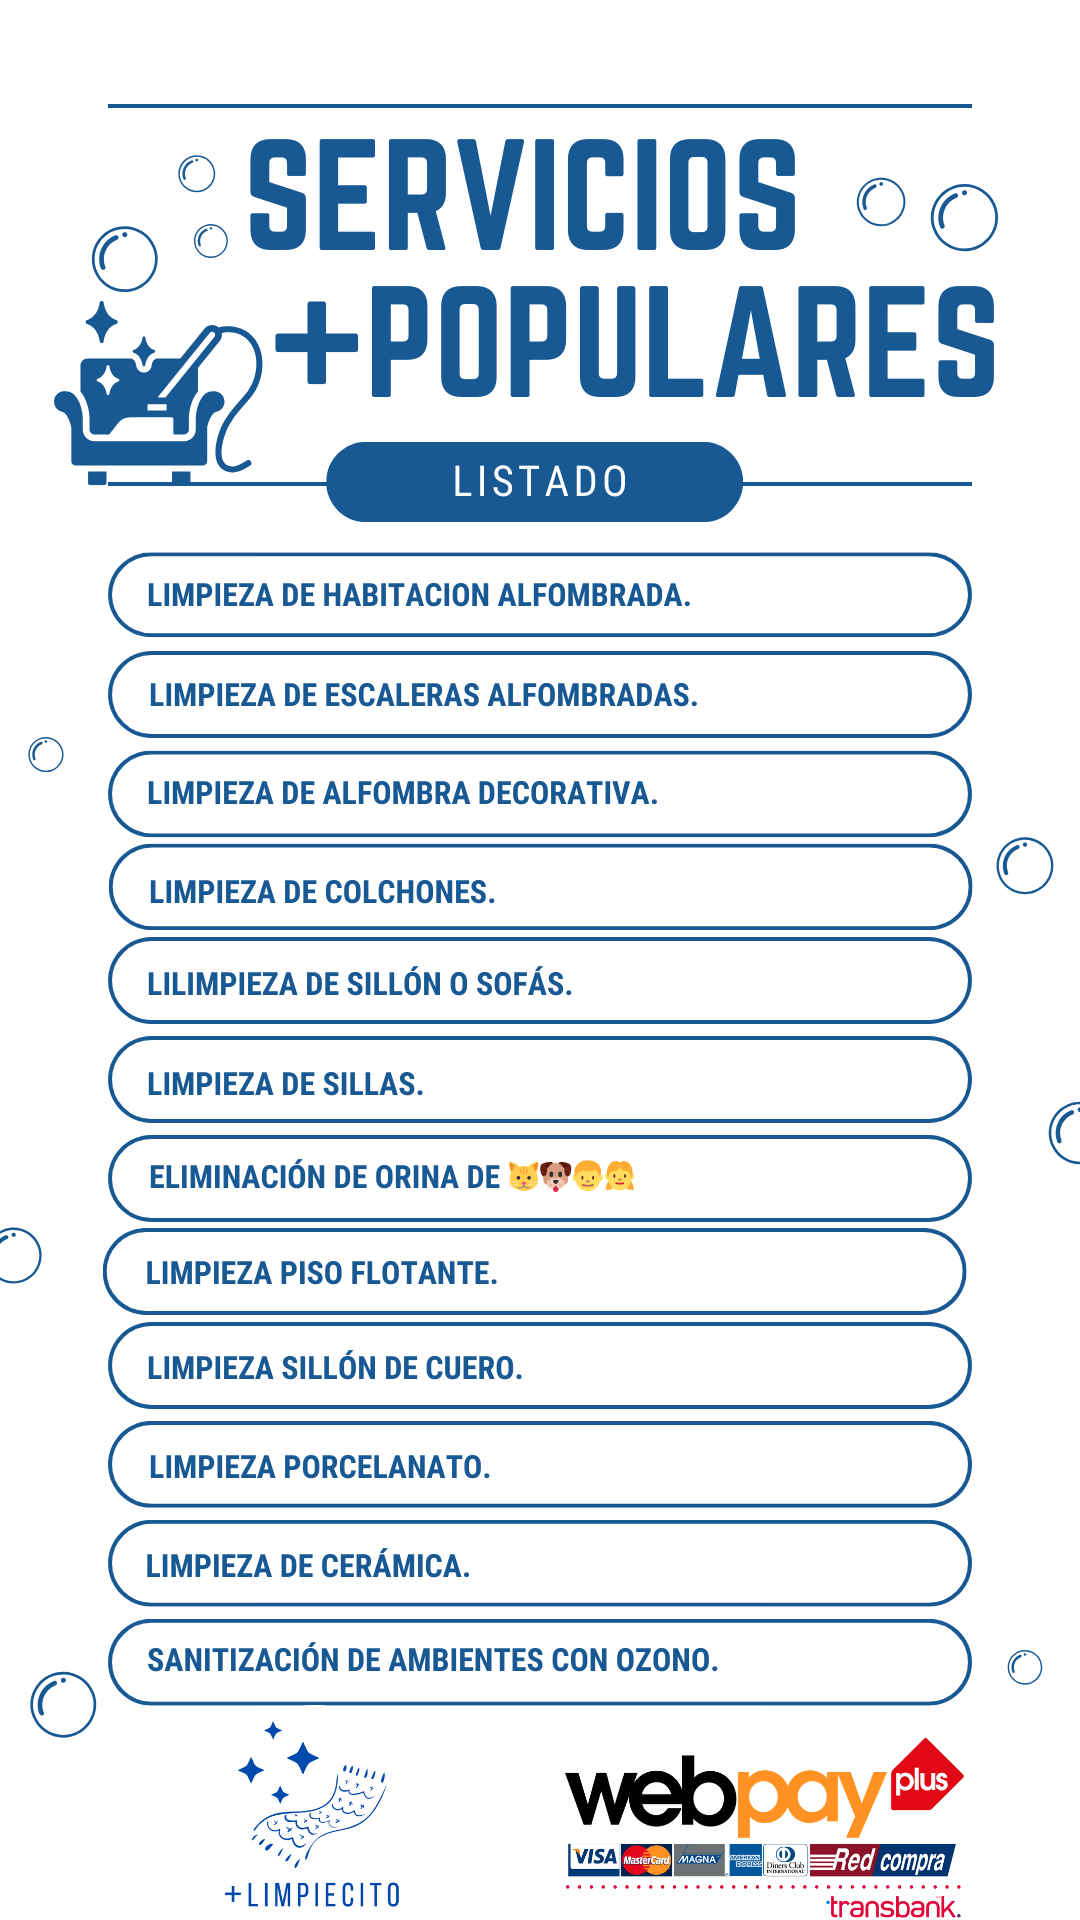 SERVICIOS
+POPULARES
LISTADO
LIMPIEZA DE HABITACION ALFOMBRADA.
LIMPIEZA DE ESCALERAS ALFOMBRADAS.
LIMPIEZA DE ALFOMBRA DECORATIVA.
LIMPIEZA DE COLCHONES.
LILIMPIEZA DE SILLÓN O SOFÁS.
LIMPIEZA DE SILLAS.
ELIMINACIÓN DE ORINA DE 🐱🐶👨👩
LIMPIEZA PISO FLOTANTE.
LIMPIEZA SILLÓN DE CUERO.
LIMPIEZA PORCELANATO.
LIMPIEZA DE CERÁMICA.
SANITIZACIÓN DE AMBIENTES CON OZONO.
+LIMPIECITO
webpay plus
VISA MasterCard MAGNA AMERICAN EXPRESS Diners Club INTERNATIONAL Redcompra
transbank.